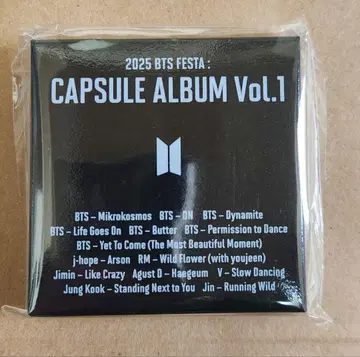 2025 BTS FESTA :
CAPSULE ALBUM Vol.1
BTS – Mikrokosmos BTS – ON BTS – Dynamite
BTS – Life Goes On BTS – Butter BTS – Permission to Dance
BTS – Yet To Come (The Most Beautiful Moment)
j-hope – Arson RM – Wild Flower (with youjeen)
Jimin – Like Crazy Agust D – Haegeum V – Slow Dancing
Jung Kook – Standing Next to You Jin – Running Wild